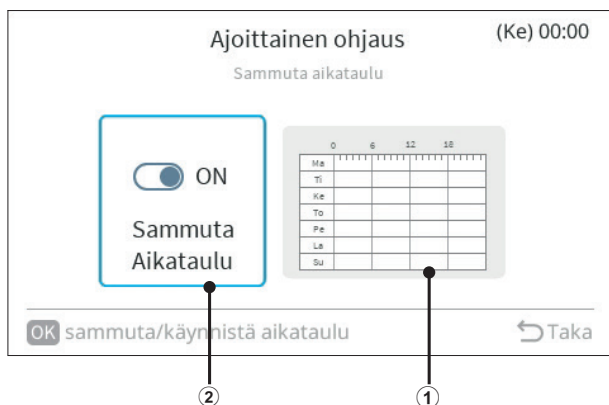 Ajoittainen ohjaus
(Ke) 00:00
Sammuta aikataulu
ON
Sammuta
Aikataulu
0 6 12 18
Ma
Ti
Ke
To
Pe
La
Su
OK sammuta/käynnistä aikataulu
Taka
2
1